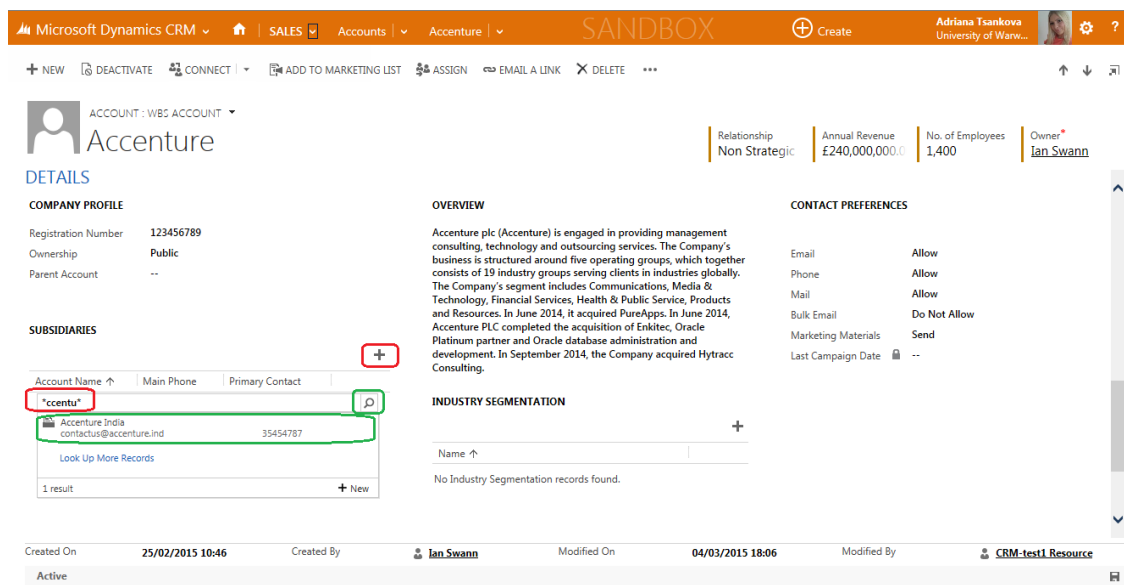 Microsoft Dynamics CRM SALES Accounts Accenture SANDBOX Create Adriana Tsankova
University of Warw... ?
NEW DEACTIVATE CONNECT ADD TO MARKETING LIST ASSIGN EMAIL A LINK DELETE •••
ACCOUNT : WBS ACCOUNT
Accenture
Relationship Annual Revenue No. of Employees Owner*
Non Strategic £240,000,000.0 1,400 Ian Swann
DETAILS
COMPANY PROFILE
Registration Number 123456789
Ownership Public
Parent Account --
SUBSIDIARIES
+
Account Name ↑ Main Phone Primary Contact
*ccentu*
Accenture India
contactus@accenture.ind 35454787
Look Up More Records
1 result + New
OVERVIEW
Accenture plc (Accenture) is engaged in providing management
consulting, technology and outsourcing services. The Company's
business is structured around five operating groups, which together
consists of 19 industry groups serving clients in industries globally.
The Company's segment includes Communications, Media &
Technology, Financial Services, Health & Public Service, Products
and Resources. In June 2014, it acquired PureApps. In June 2014,
Accenture PLC completed the acquisition of Enkitec, Oracle
Platinum partner and Oracle database administration and
development. In September 2014, the Company acquired Hytracc
Consulting.
INDUSTRY SEGMENTATION
+
Name ↑
No Industry Segmentation records found.
CONTACT PREFERENCES
Email Allow
Phone Allow
Mail Allow
Bulk Email Do Not Allow
Marketing Materials Send
Last Campaign Date --
Created On 25/02/2015 10:46 Created By Ian Swann Modified On 04/03/2015 18:06 Modified By CRM-test1 Resource
Active